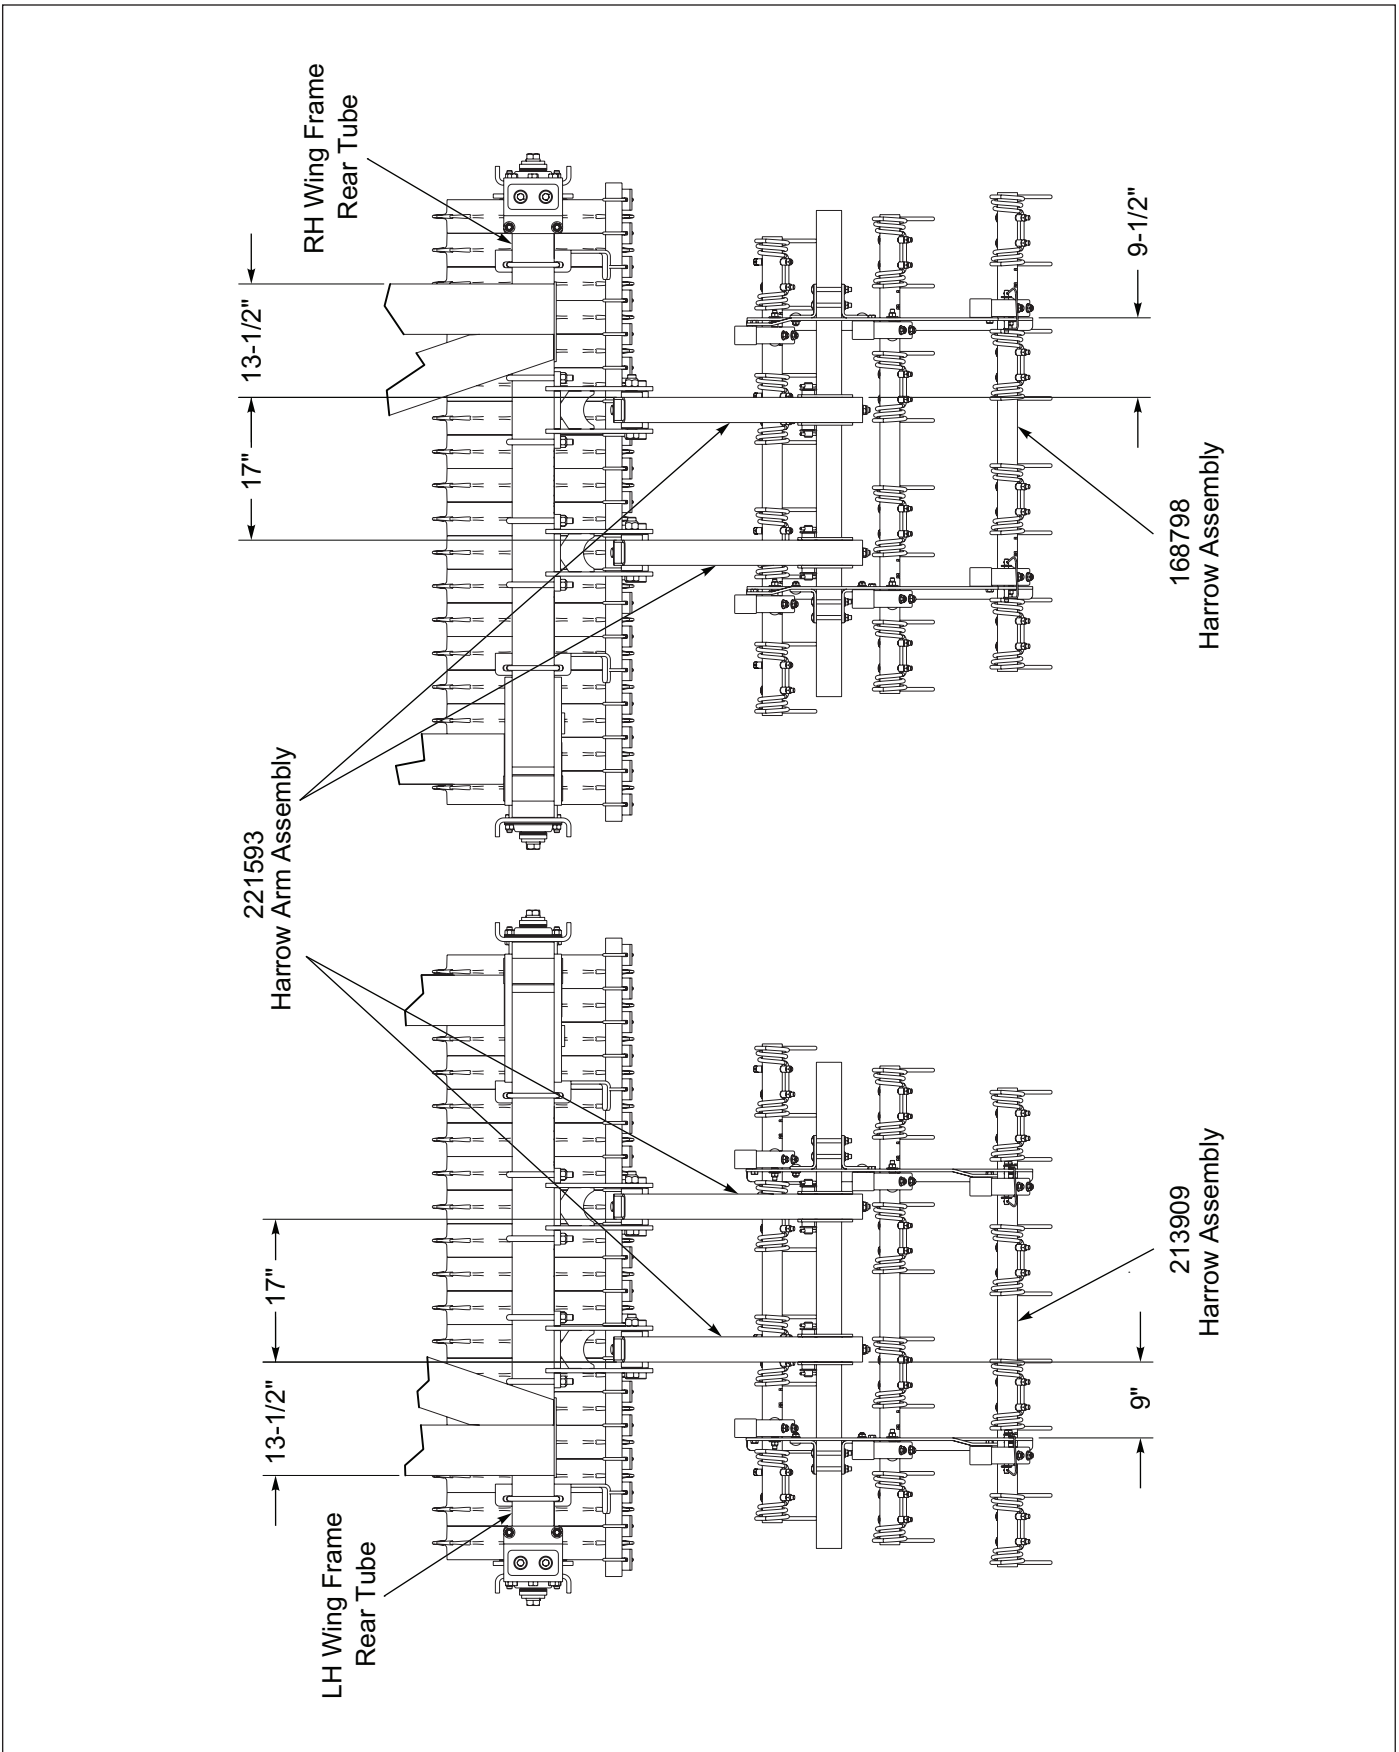 LH Wing Frame
Rear Tube
13-1/2"
17"
221593
Harrow Arm Assembly
17"
13-1/2"
RH Wing Frame
Rear Tube
9"
213909
Harrow Assembly
168798
Harrow Assembly
9-1/2"